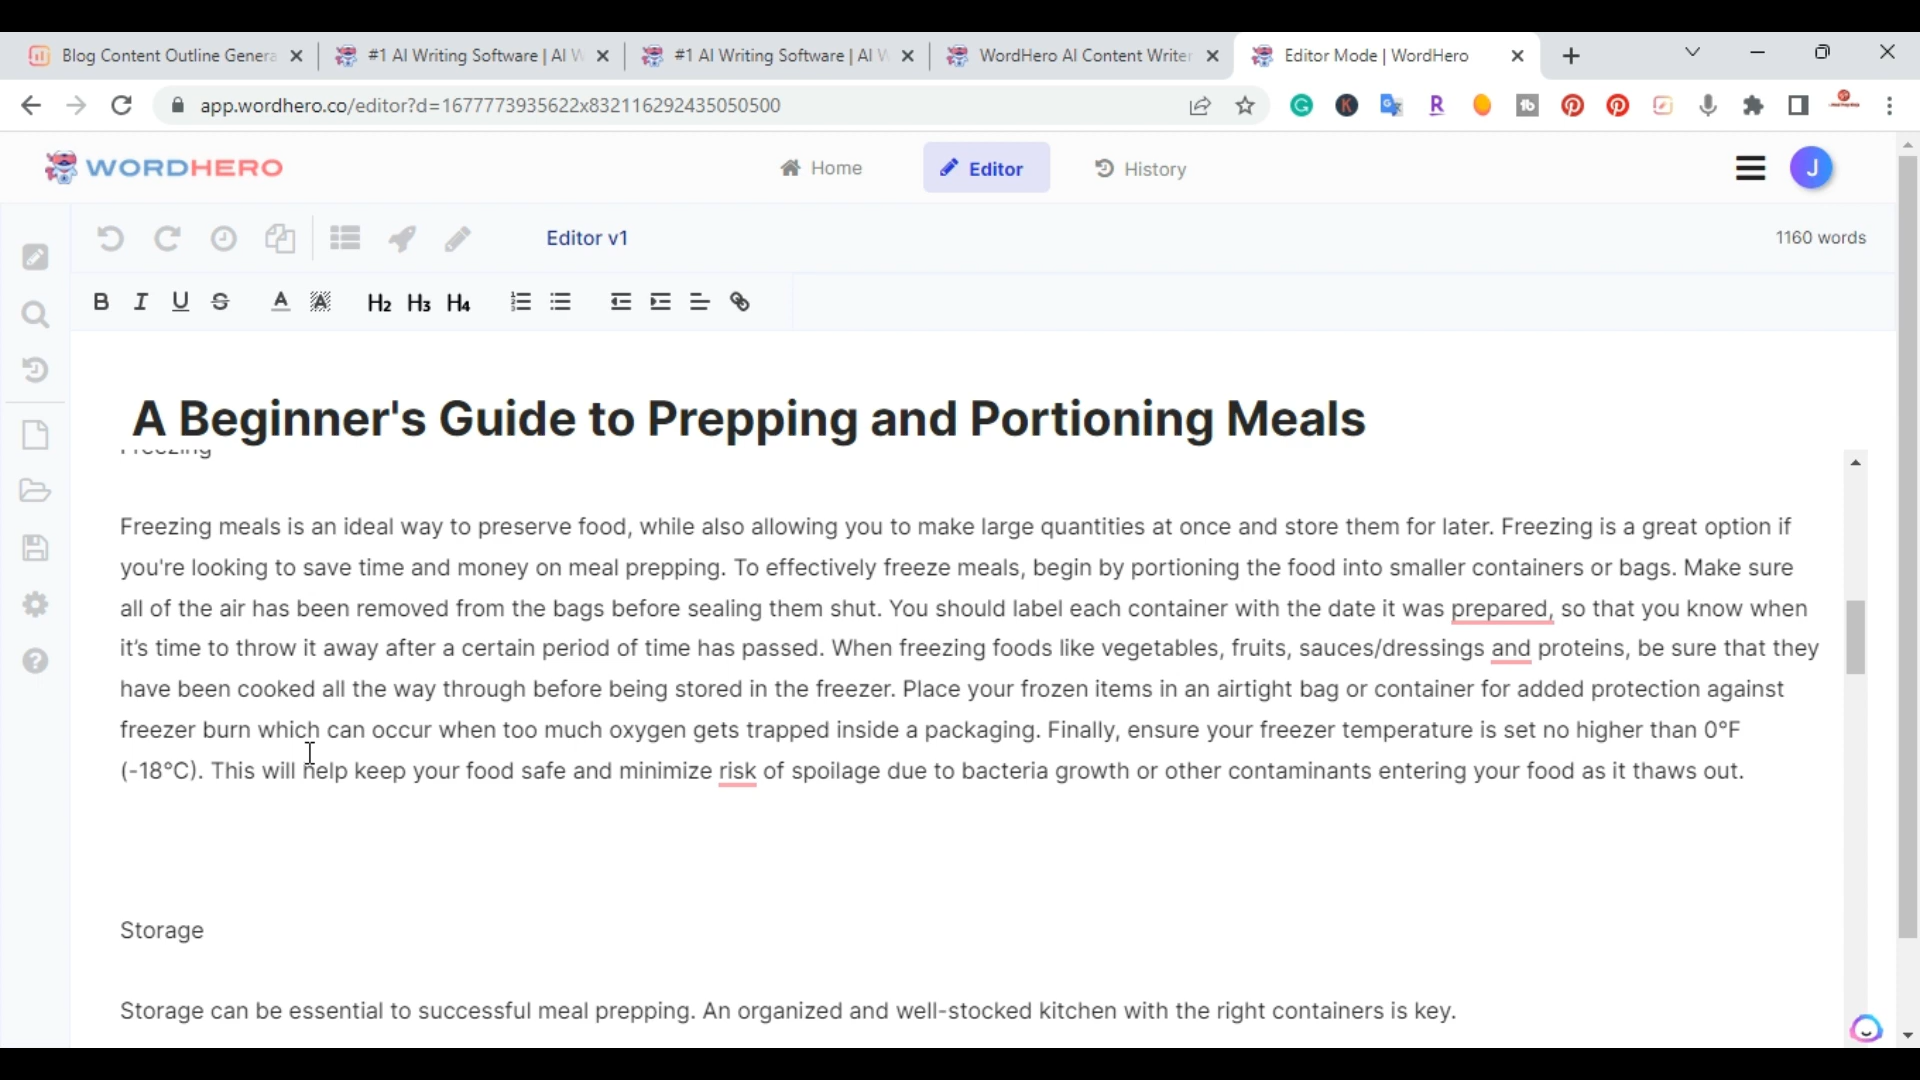 Blog Content Outline Genera
#1 AI Writing Software | AI W
#1 AI Writing Software | AI W
WordHero AI Content Writer
Editor Mode | WordHero
app.wordhero.co/editor?d=1677773935622x832116292435050500
WORDHERO
Home
Editor
History
J
Editor v1
1160 words
B I U S A A H2 H3 H4
A Beginner's Guide to Prepping and Portioning Meals
Freezing
Freezing meals is an ideal way to preserve food, while also allowing you to make large quantities at once and store them for later. Freezing is a great option if
you're looking to save time and money on meal prepping. To effectively freeze meals, begin by portioning the food into smaller containers or bags. Make sure
all of the air has been removed from the bags before sealing them shut. You should label each container with the date it was prepared, so that you know when
it's time to throw it away after a certain period of time has passed. When freezing foods like vegetables, fruits, sauces/dressings and proteins, be sure that they
have been cooked all the way through before being stored in the freezer. Place your frozen items in an airtight bag or container for added protection against
freezer burn which can occur when too much oxygen gets trapped inside a packaging. Finally, ensure your freezer temperature is set no higher than 0°F
(-18°C). This will help keep your food safe and minimize risk of spoilage due to bacteria growth or other contaminants entering your food as it thaws out.
Storage
Storage can be essential to successful meal prepping. An organized and well-stocked kitchen with the right containers is key.